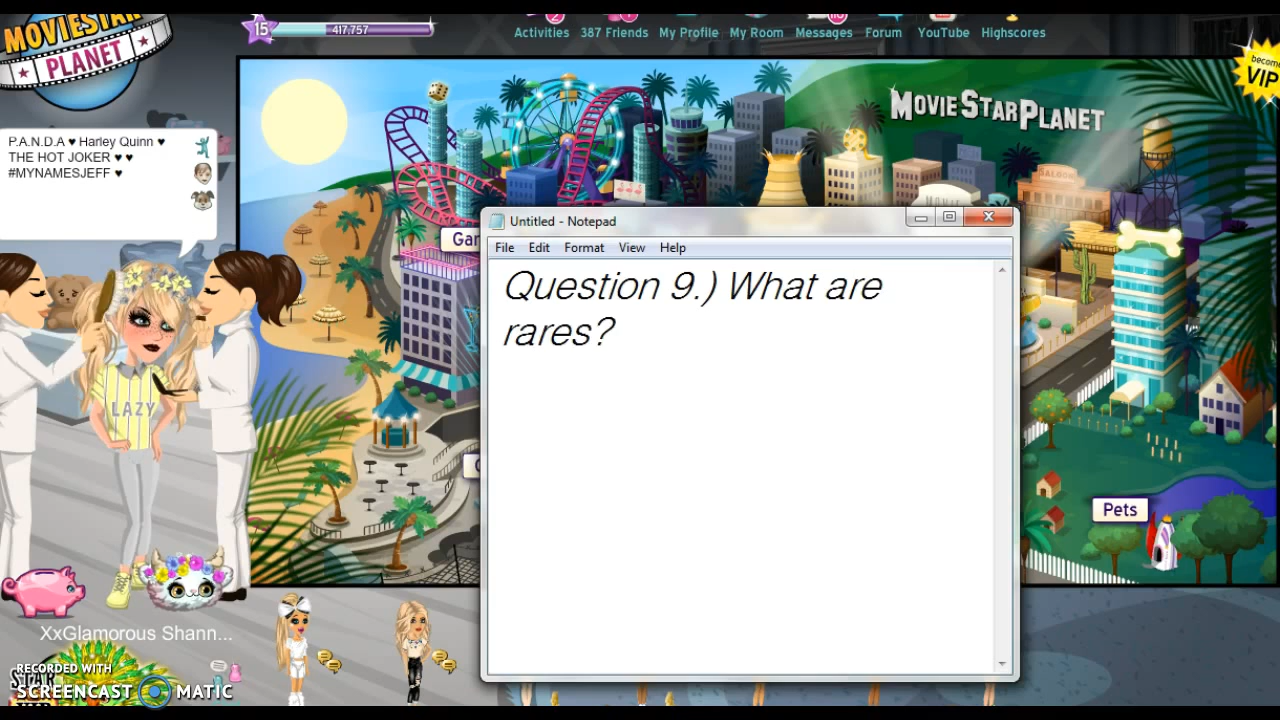 MOVIESTAR
PLANET
15
417.757
Activities
387 Friends
My Profile
My Room
Messages
Forum
YouTube
Highscores
become
VIP
MOVIESTARPLANET
P.A.N.D.A ♥ Harley Quinn ♥
THE HOT JOKER ♥ ♥
#MYNAMESJEFF ♥
SALOON
Untitled - Notepad
File Edit Format View Help
Question 9.) What are
rares?
LAZY
Pets
XxGlamorous Shann...
RECORDED WITH
SCREENCAST MATIC